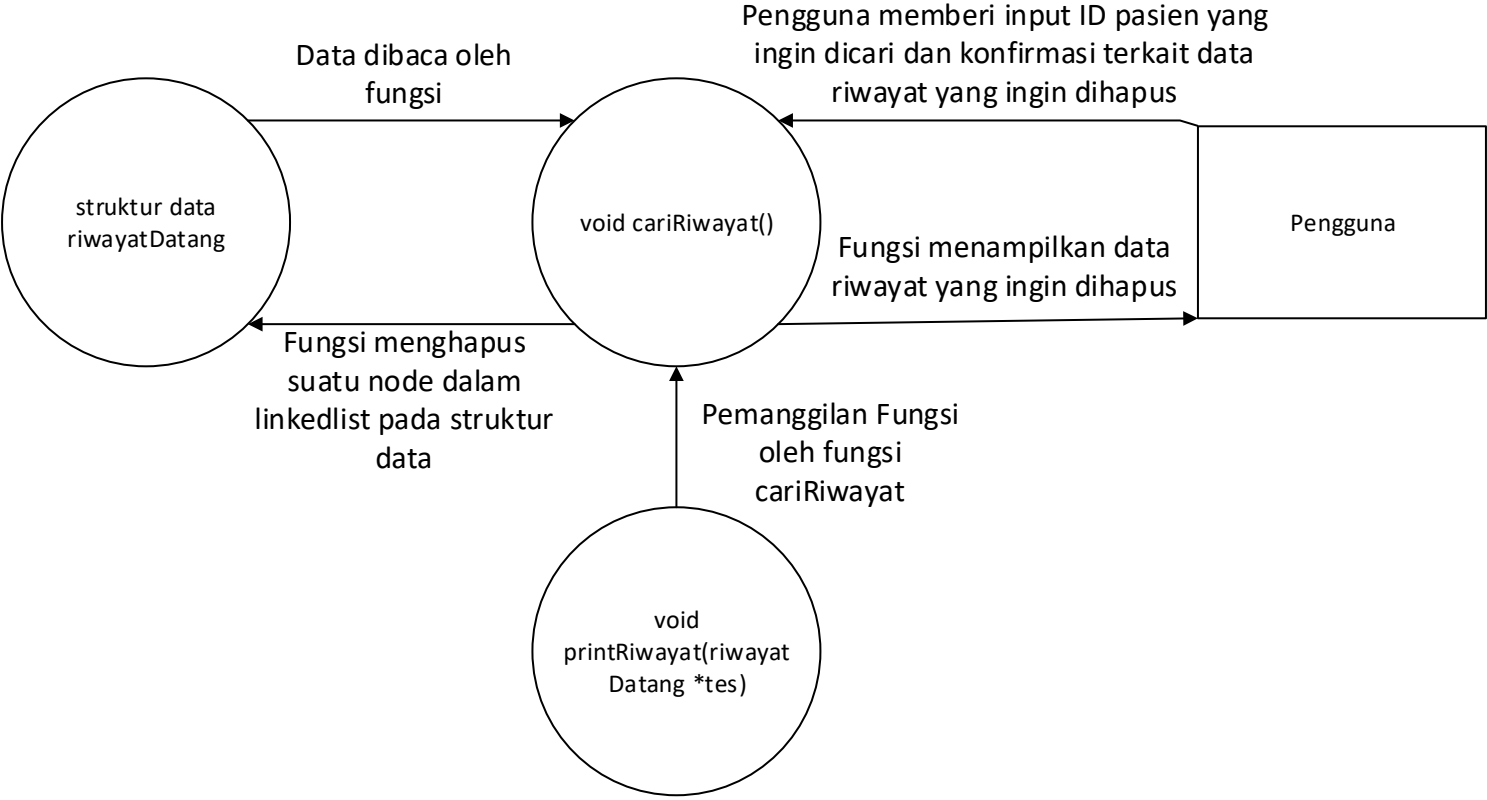 Pengguna memberi input ID pasien yang
ingin dicari dan konfirmasi terkait data
riwayat yang ingin dihapus
Data dibaca oleh
fungsi
struktur data
riwayatDatang
void cariRiwayat()
Pengguna
Fungsi menampilkan data
riwayat yang ingin dihapus
Fungsi menghapus
suatu node dalam
linkedlist pada struktur
data
Pemanggilan Fungsi
oleh fungsi
cariRiwayat
void
printRiwayat(riwayat
Datang *tes)